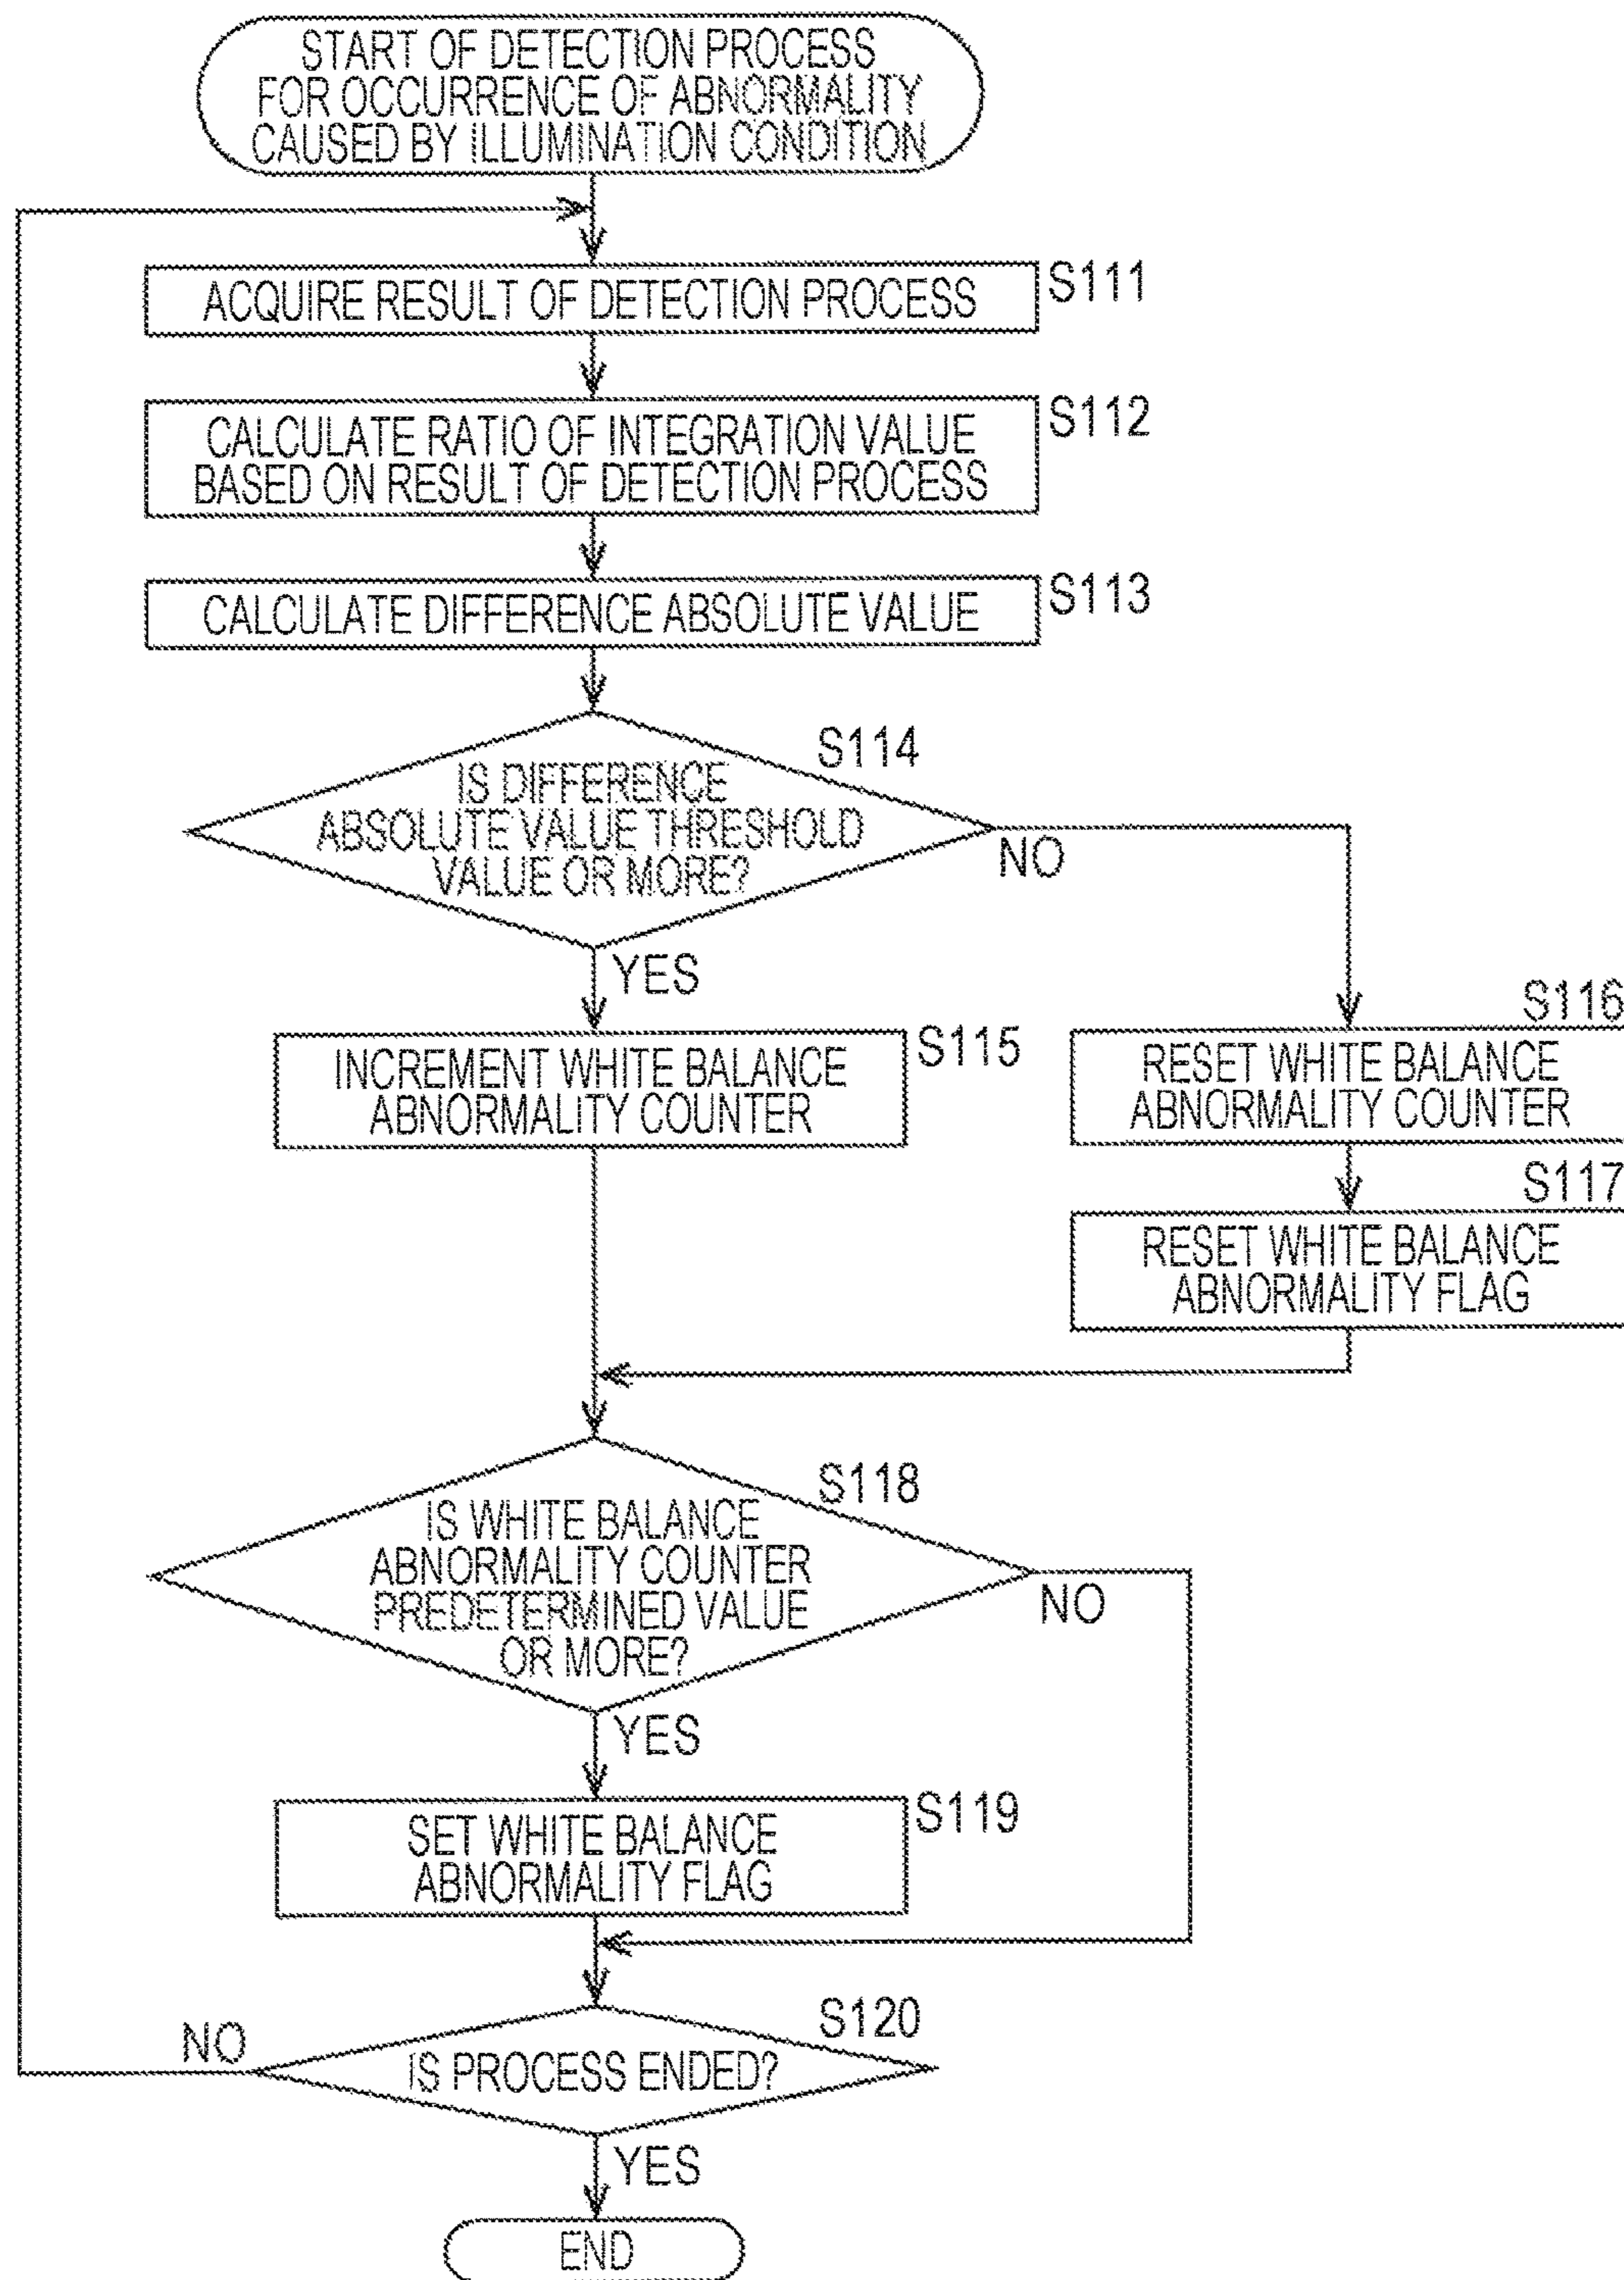 START OF DETECTION PROCESS
FOR OCCURRENCE OF ABNORMALITY
CAUSED BY ILLUMINATION CONDITION
ACQUIRE RESULT OF DETECTION PROCESS
S111
CALCULATE RATIO OF INTEGRATION VALUE
BASED ON RESULT OF DETECTION PROCESS
S112
CALCULATE DIFFERENCE ABSOLUTE VALUE
S113
S114
IS DIFFERENCE
ABSOLUTE VALUE THRESHOLD
VALUE OR MORE?
NO
YES
INCREMENT WHITE BALANCE
ABNORMALITY COUNTER
S115
S116
RESET WHITE BALANCE
ABNORMALITY COUNTER
S117
RESET WHITE BALANCE
ABNORMALITY FLAG
S118
IS WHITE BALANCE
ABNORMALITY COUNTER
PREDETERMINED VALUE
OR MORE?
NO
YES
SET WHITE BALANCE
ABNORMALITY FLAG
S119
S120
NO
IS PROCESS ENDED?
YES
END